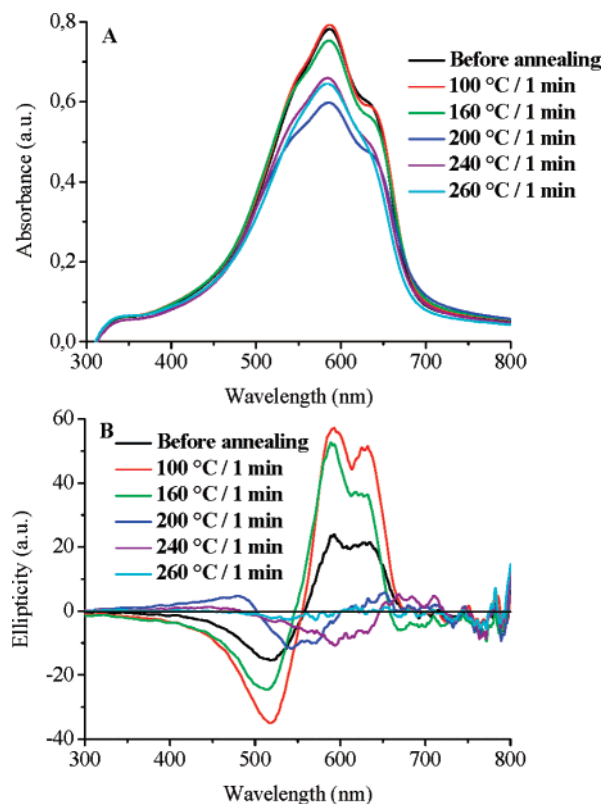 A
0,8
0,6
0,4
0,2
0,0
Absorbance (a.u.)
Before annealing
100 °C / 1 min
160 °C / 1 min
200 °C / 1 min
240 °C / 1 min
260 °C / 1 min
300 400 500 600 700 800
Wavelength (nm)
B
60
40
20
0
-20
-40
Ellipticity (a.u.)
Before annealing
100 °C / 1 min
160 °C / 1 min
200 °C / 1 min
240 °C / 1 min
260 °C / 1 min
300 400 500 600 700 800
Wavelength (nm)